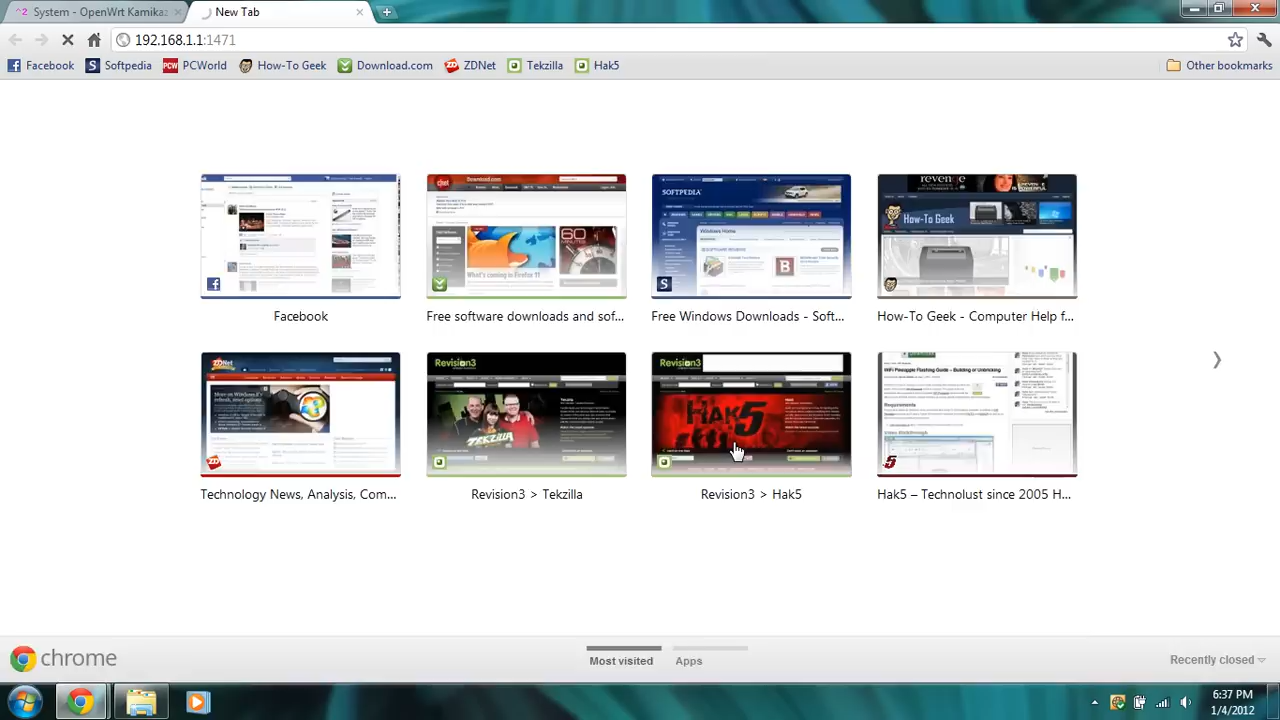 System - OpenWrt Kamikaz
New Tab
192.168.1.1:1471
Facebook
Softpedia
PCWorld
How-To Geek
Download.com
ZDNet
Tekzilla
Hak5
Other bookmarks
Facebook
Free software downloads and sof...
Free Windows Downloads - Soft...
How-To Geek - Computer Help f...
Technology News, Analysis, Com...
Revision3 > Tekzilla
Revision3 > Hak5
Hak5 – Technolust since 2005 H...
chrome
Most visited
Apps
Recently closed
6:37 PM
1/4/2012